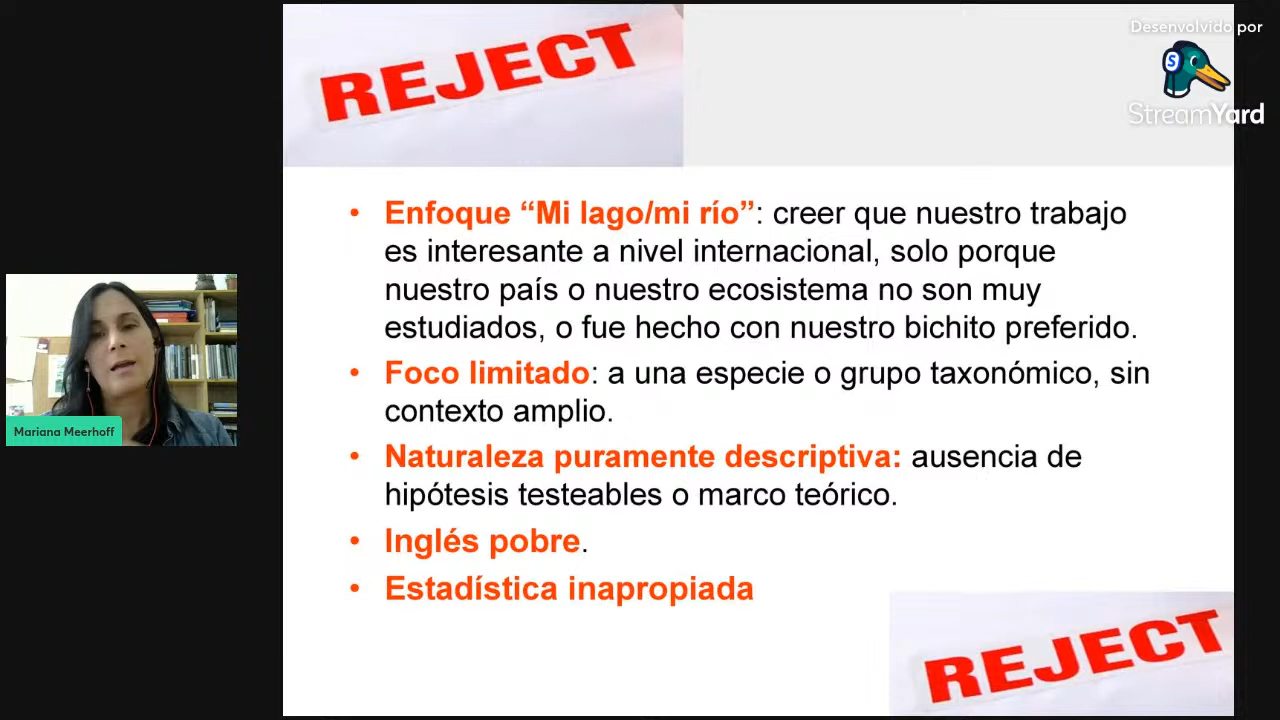 REJECT
Desenvolvido por
S
StreamYard
Enfoque “Mi lago/mi río”: creer que nuestro trabajo
es interesante a nivel internacional, solo porque
nuestro país o nuestro ecosistema no son muy
estudiados, o fue hecho con nuestro bichito preferido.
Foco limitado: a una especie o grupo taxonómico, sin
contexto amplio.
Mariana Meerhoff
Naturaleza puramente descriptiva: ausencia de
hipótesis testeables o marco teórico.
Inglés pobre.
Estadística inapropiada
REJECT